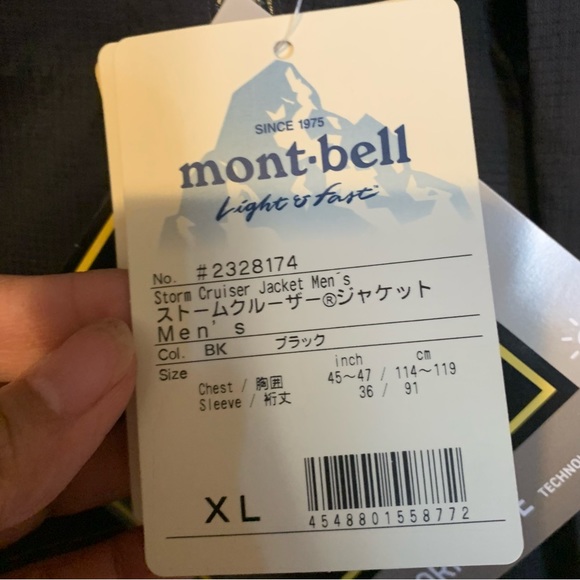 SINCE 1975
mont·bell
Light & Fast
No. #2328174
Storm Cruiser Jacket Men´s
ストームクルーザー®ジャケット
Men's
Col. BK ブラック
Size inch cm
Chest / 胸囲 45～47 / 114～119
Sleeve / 裄丈 36 / 91
XL
4548801558772
TECHNOL